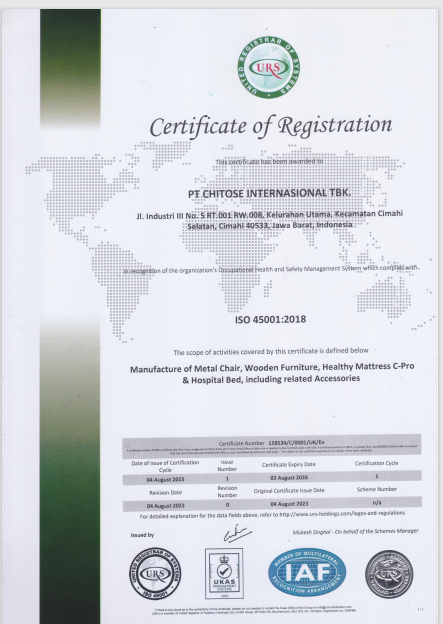 UNITED REGISTRAR OF SYSTEMS
URS
Certificate of Registration
This certificate has been awarded to
PT CHITOSE INTERNASIONAL TBK.
Jl. Industri III No. 5 RT.001 RW.008, Kelurahan Utama, Kecamatan Cimahi
Selatan, Cimahi 40533, Jawa Barat, Indonesia
in recognition of the organization's Occupational Health and Safety Management System which complies with
ISO 45001:2018
The scope of activities covered by this certificate is defined below
Manufacture of Metal Chair, Wooden Furniture, Healthy Mattress C-Pro
& Hospital Bed, including related Accessories
Certificate Number 128534/C/0001/UK/En
Date of Issue of Certification Cycle
Issue Number
Certificate Expiry Date
Certification Cycle
04 August 2023
1
03 August 2026
1
Revision Date
Revision Number
Original Certificate Issue Date
Scheme Number
04 August 2023
0
04 August 2023
n/a
For detailed explanation for the data fields above, refer to http://www.urs-holdings.com/logos-and-regulations
Issued by
Mukesh Singhal - On behalf of the Schemes Manager
UNITED REGISTRAR OF SYSTEMS
URS
ISO 45001
UKAS
MANAGEMENT
SYSTEMS
MEMBER OF MULTILATERAL
IAF
RECOGNITION ARRANGEMENT
URS